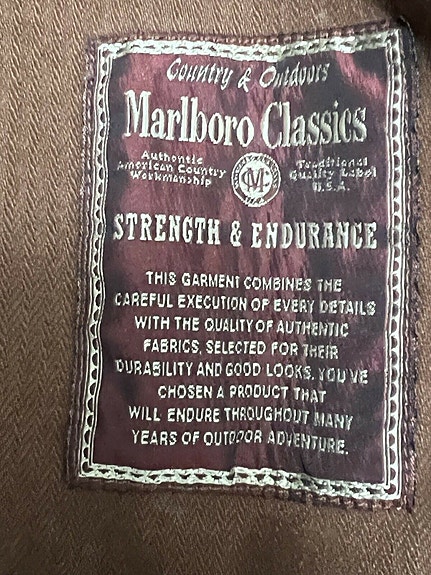 Country & Outdoors
Marlboro Classics
Authentic
American Country
Workmanship
MC
Traditional
Quality Label
U.S.A.
STRENGTH & ENDURANCE
THIS GARMENT COMBINES THE
CAREFUL EXECUTION OF EVERY DETAILS
WITH THE QUALITY OF AUTHENTIC
FABRICS, SELECTED FOR THEIR
DURABILITY AND GOOD LOOKS. YOU'VE
CHOSEN A PRODUCT THAT
WILL ENDURE THROUGHOUT MANY
YEARS OF OUTDOOR ADVENTURE.